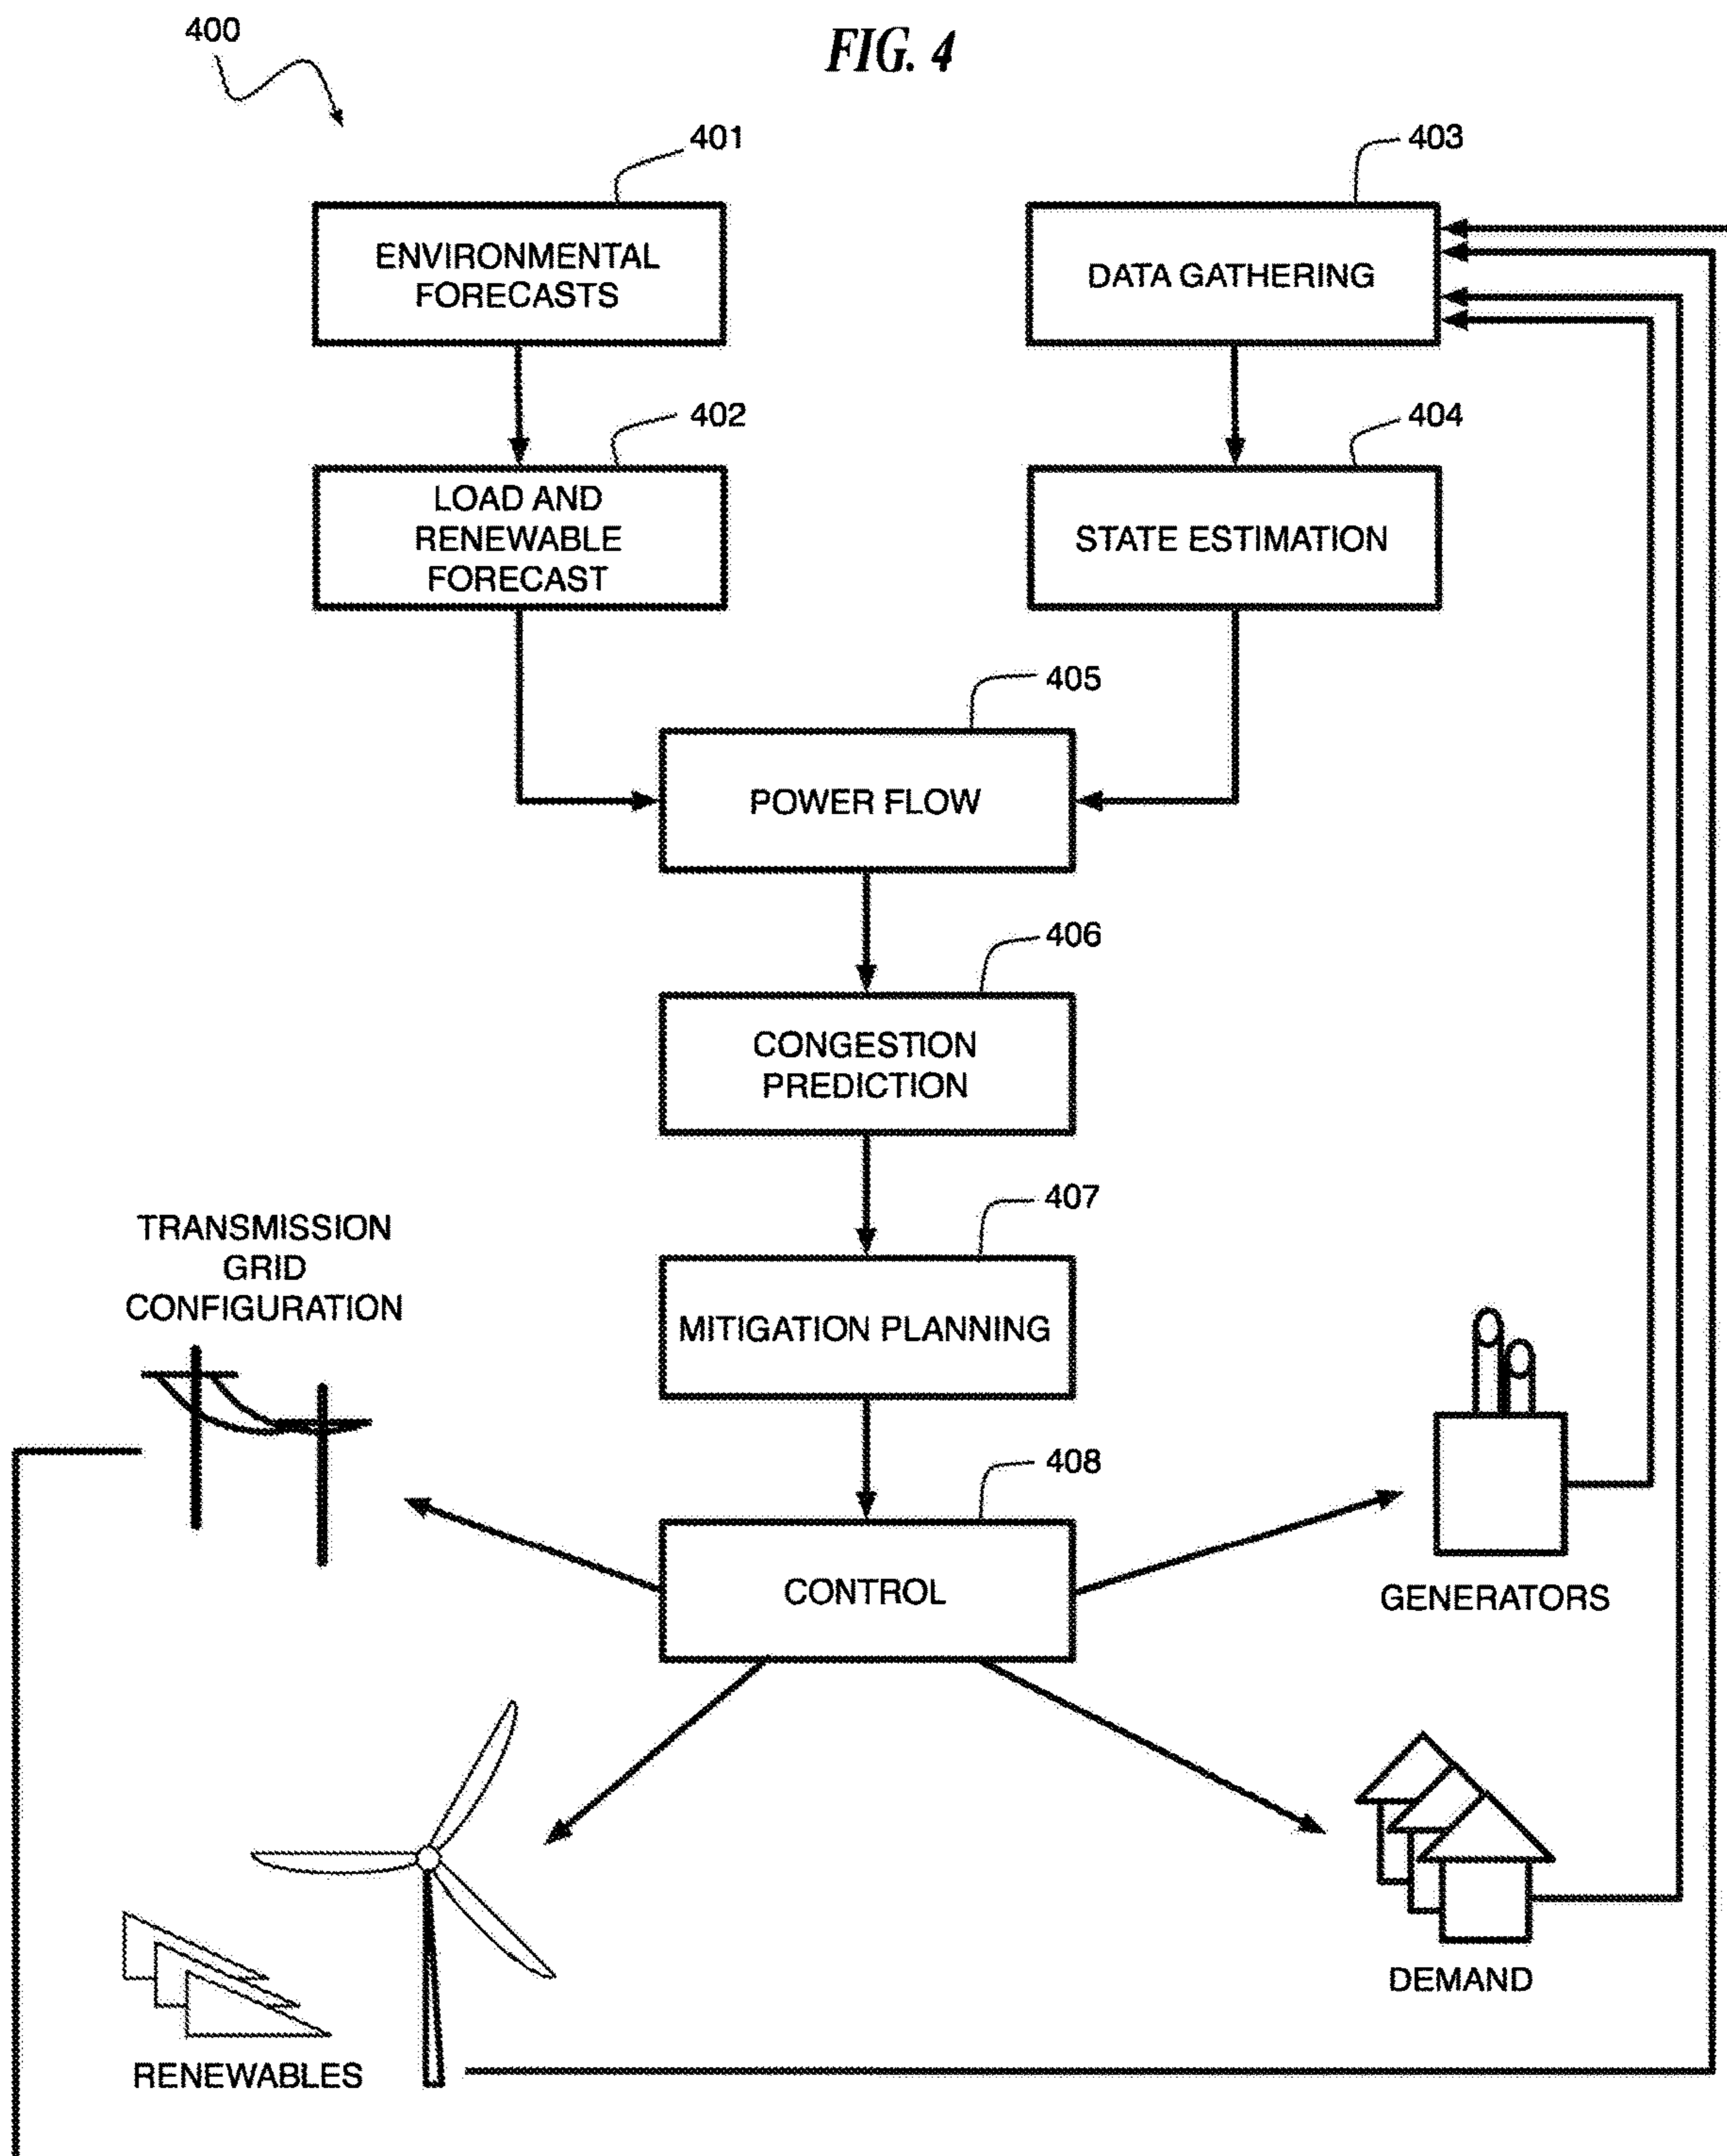 400
FIG. 4
401
403
ENVIRONMENTAL
FORECASTS
DATA GATHERING
402
404
LOAD AND
RENEWABLE
FORECAST
STATE ESTIMATION
405
POWER FLOW
406
CONGESTION
PREDICTION
407
TRANSMISSION
GRID
CONFIGURATION
MITIGATION PLANNING
408
CONTROL
GENERATORS
DEMAND
RENEWABLES